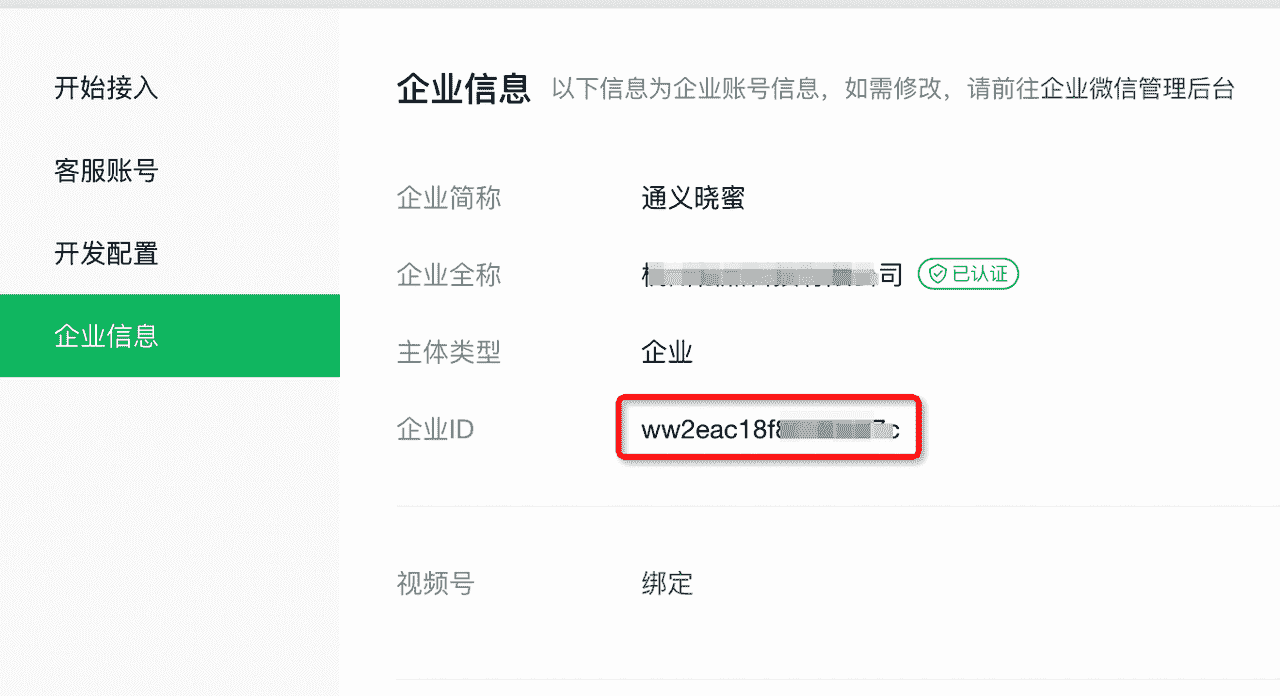 开始接入
客服账号
开发配置
企业信息
企业信息 以下信息为企业账号信息，如需修改，请前往企业微信管理后台
企业简称 通义晓蜜
企业全称 司 已认证
主体类型 企业
企业ID ww2eac18f
视频号 绑定